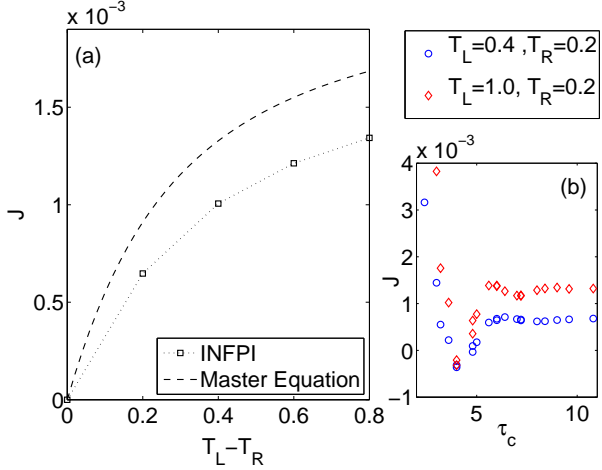 x 10⁻³
(a)
J
1.5
1
0.5
0
0 0.2 0.4 0.6 0.8
T_L−T_R
INFPI
Master Equation
T_L=0.4 ,T_R=0.2
T_L=1.0, T_R=0.2
x 10⁻³
(b)
J
4
3
2
1
0
−1
5 10
τ_c